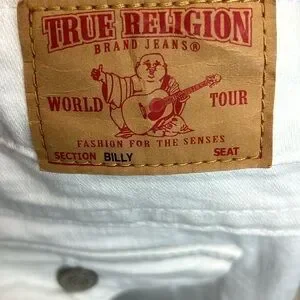 TRUE RELIGION
BRAND JEANS®
WORLD TOUR
FASHION FOR THE SENSES
SECTION BILLY SEAT